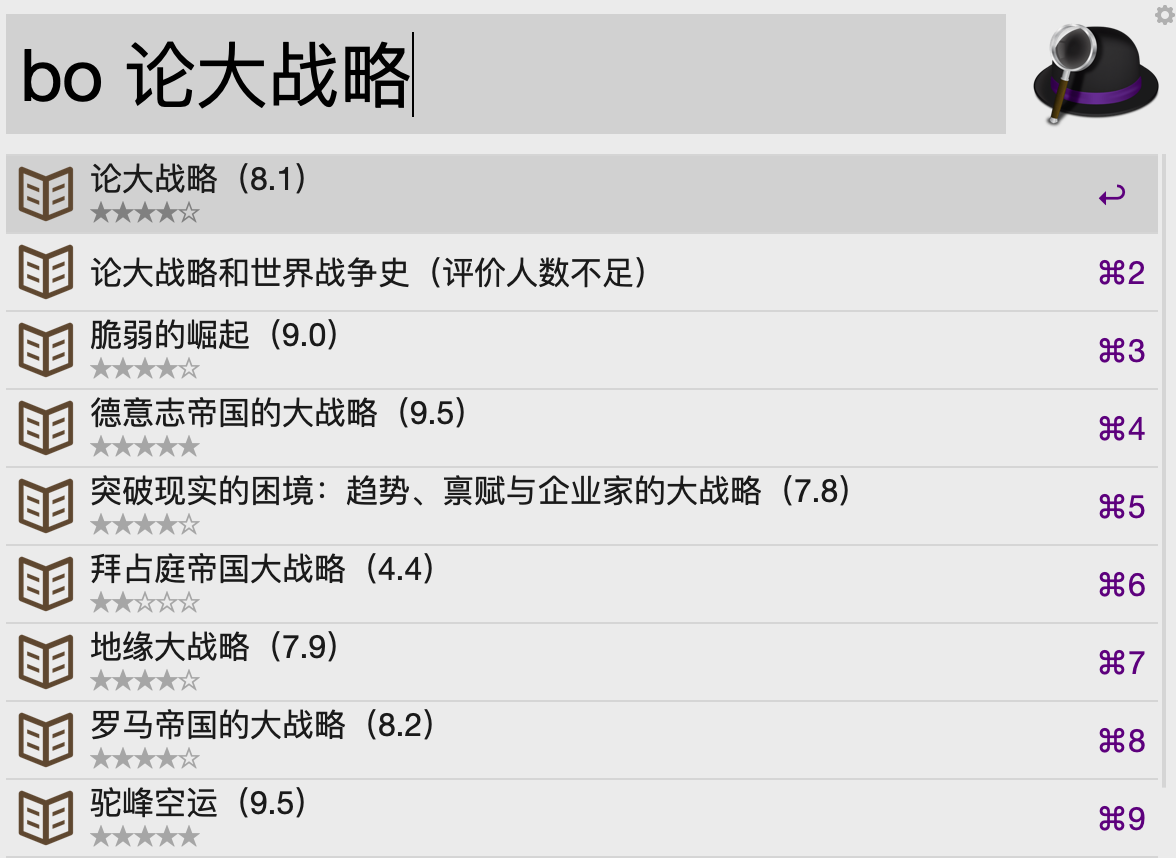 bo 论大战略
论大战略（8.1）
★★★★☆
↩
论大战略和世界战争史（评价人数不足）
⌘2
脆弱的崛起（9.0）
★★★★☆
⌘3
德意志帝国的大战略（9.5）
★★★★★
⌘4
突破现实的困境：趋势、禀赋与企业家的大战略（7.8）
★★★★☆
⌘5
拜占庭帝国大战略（4.4）
★★☆☆☆
⌘6
地缘大战略（7.9）
★★★★☆
⌘7
罗马帝国的大战略（8.2）
★★★★☆
⌘8
驼峰空运（9.5）
★★★★★
⌘9